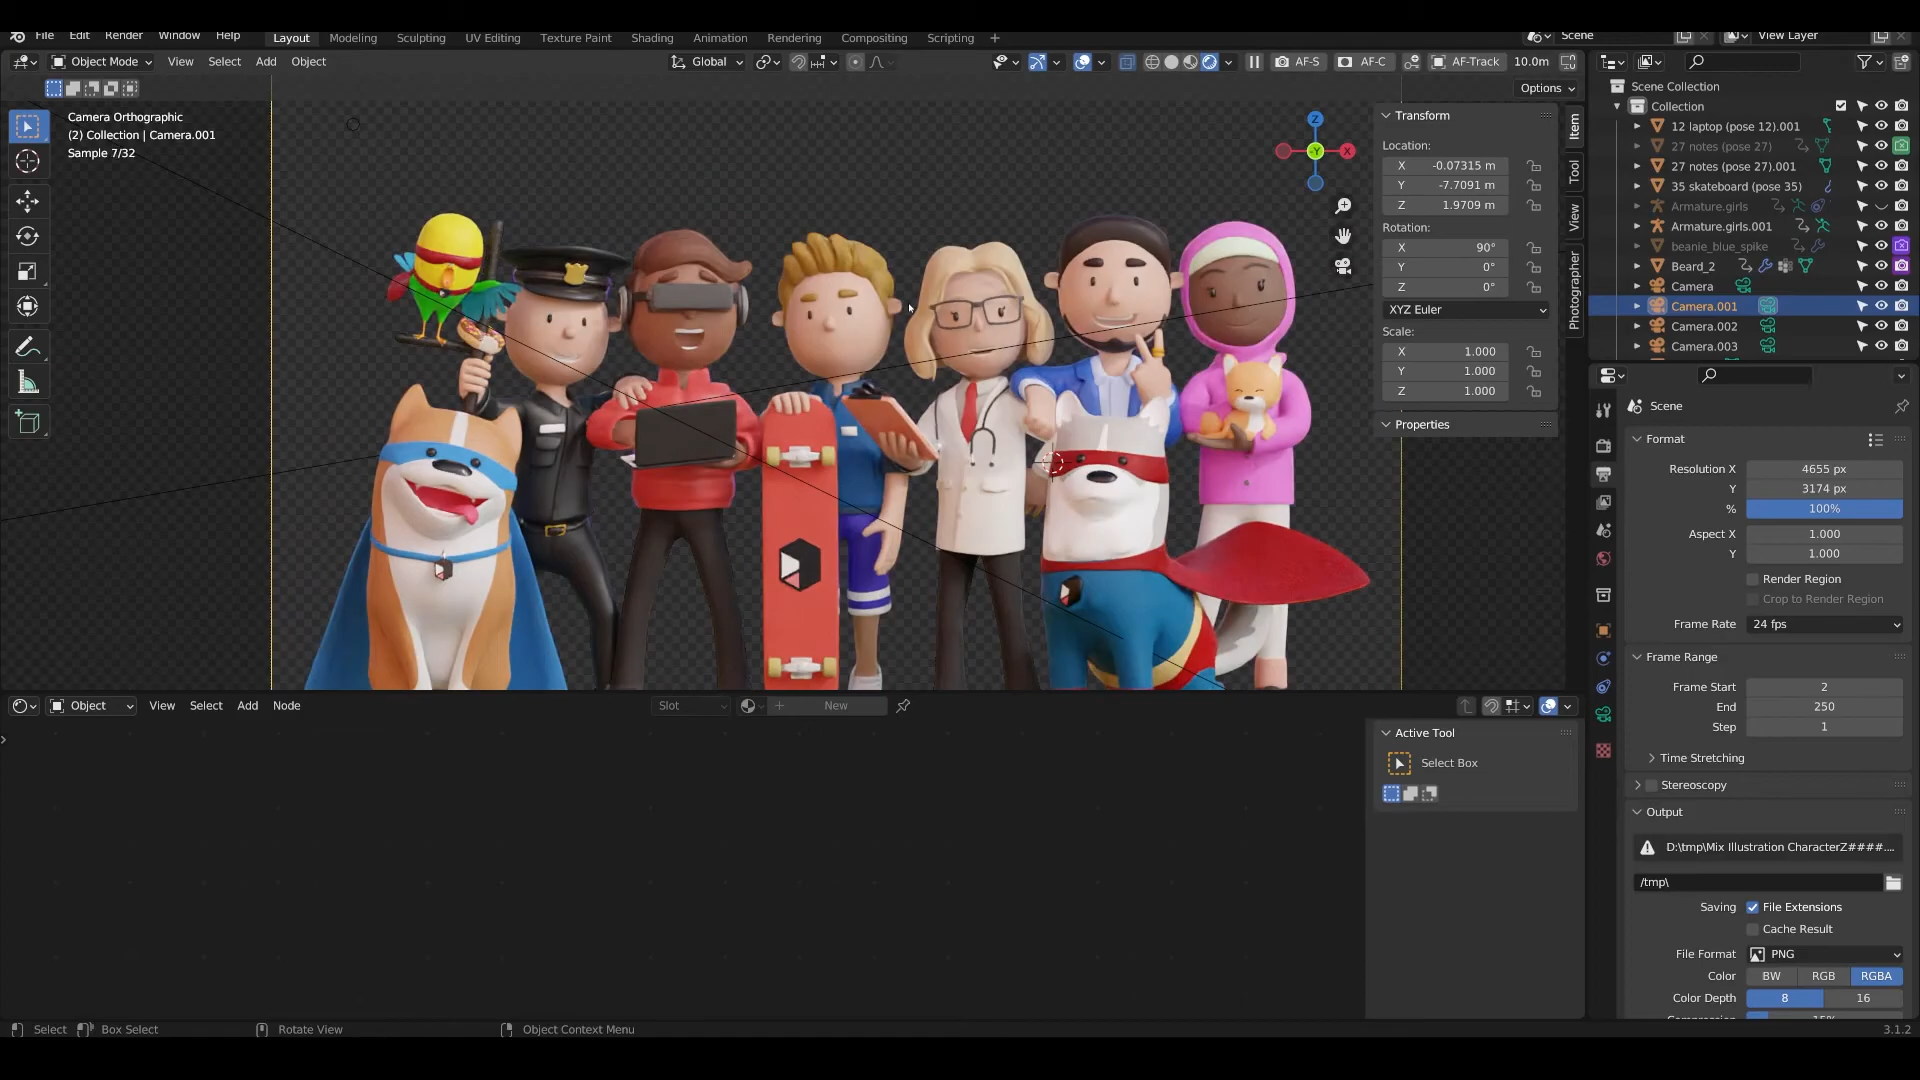 File Edit Render Window Help Layout Modeling Sculpting UV Editing Texture Paint Shading Animation Rendering Compositing Scripting + Scene View Layer
Object Mode View Select Add Object Global AF-S AF-C AF-Track 10.0m
Options
Camera Orthographic
(2) Collection | Camera.001
Sample 7/32
Z
-Y
X
Transform
Location:
X -0.07315 m
Y -7.7091 m
Z 1.9709 m
Rotation:
X 90°
Y 0°
Z 0°
XYZ Euler
Scale:
X 1.000
Y 1.000
Z 1.000
Properties
Item
Tool
View
Photographer
Scene Collection
Collection
12 laptop (pose 12).001
27 notes (pose 27)
27 notes (pose 27).001
35 skateboard (pose 35)
Armature.girls
Armature.girls.001
beanie_blue_spike
Beard_2
Camera
Camera.001
Camera.002
Camera.003
Scene
Format
Resolution X 4655 px
Y 3174 px
% 100%
Aspect X 1.000
Y 1.000
Render Region
Crop to Render Region
Frame Rate 24 fps
Frame Range
Frame Start 2
End 250
Step 1
Time Stretching
Stereoscopy
Output
D:\tmp\Mix Illustration CharacterZ####....
/tmp\
Saving File Extensions
Cache Result
File Format PNG
Color BW RGB RGBA
Color Depth 8 16
Object View Select Add Node Slot New
Active Tool
Select Box
Select Box Select Rotate View Object Context Menu 3.1.2